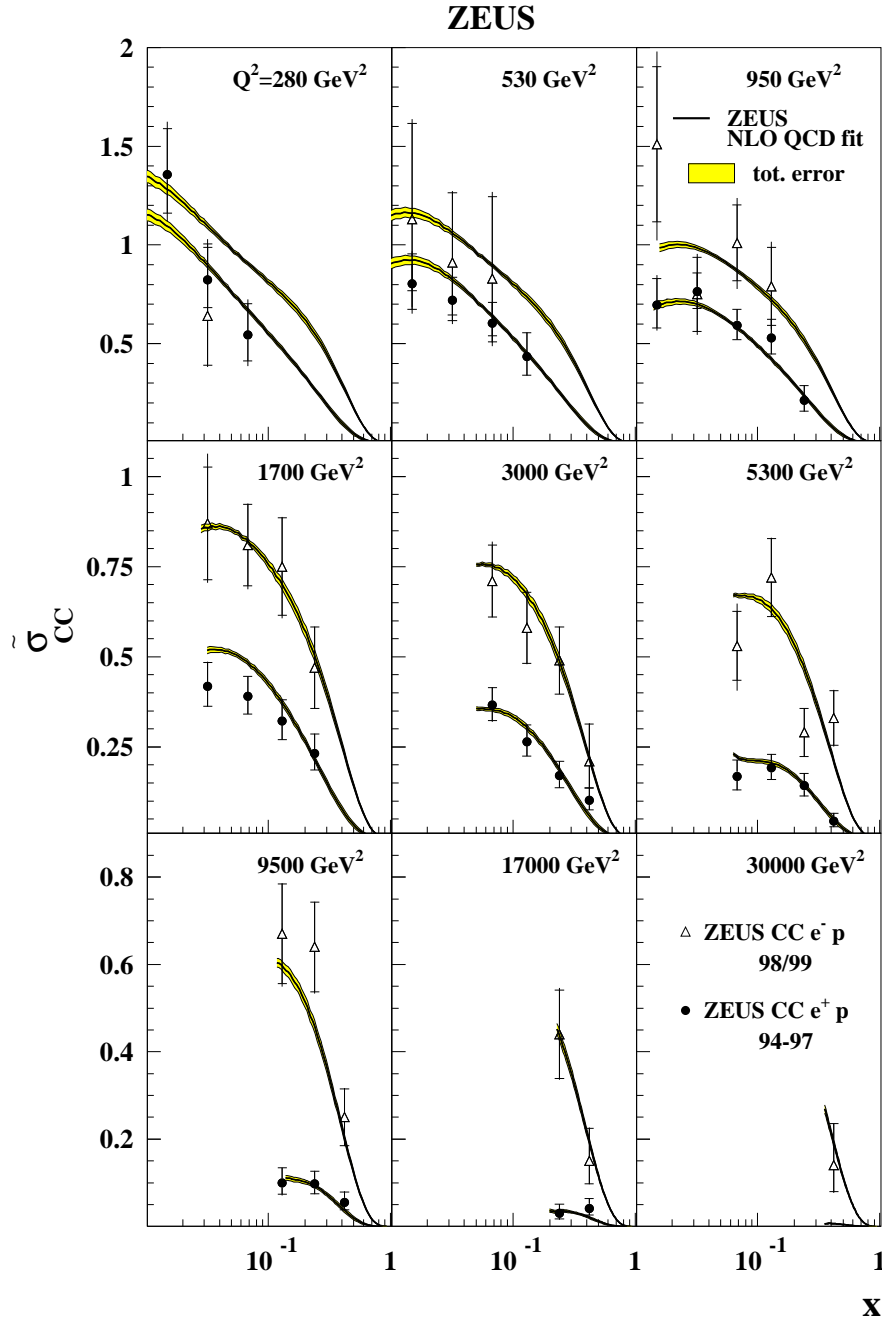 ZEUS
2
1.5
1
0.5
Q²=280 GeV²
530 GeV²
950 GeV²
ZEUS
NLO QCD fit
tot. error
1
0.75
0.5
0.25
1700 GeV²
3000 GeV²
5300 GeV²
σ̃CC
0.8
0.6
0.4
0.2
9500 GeV²
17000 GeV²
30000 GeV²
ZEUS CC e⁻ p
98/99
ZEUS CC e⁺ p
94-97
10⁻¹ 1 10⁻¹ 1 10⁻¹ 1
x